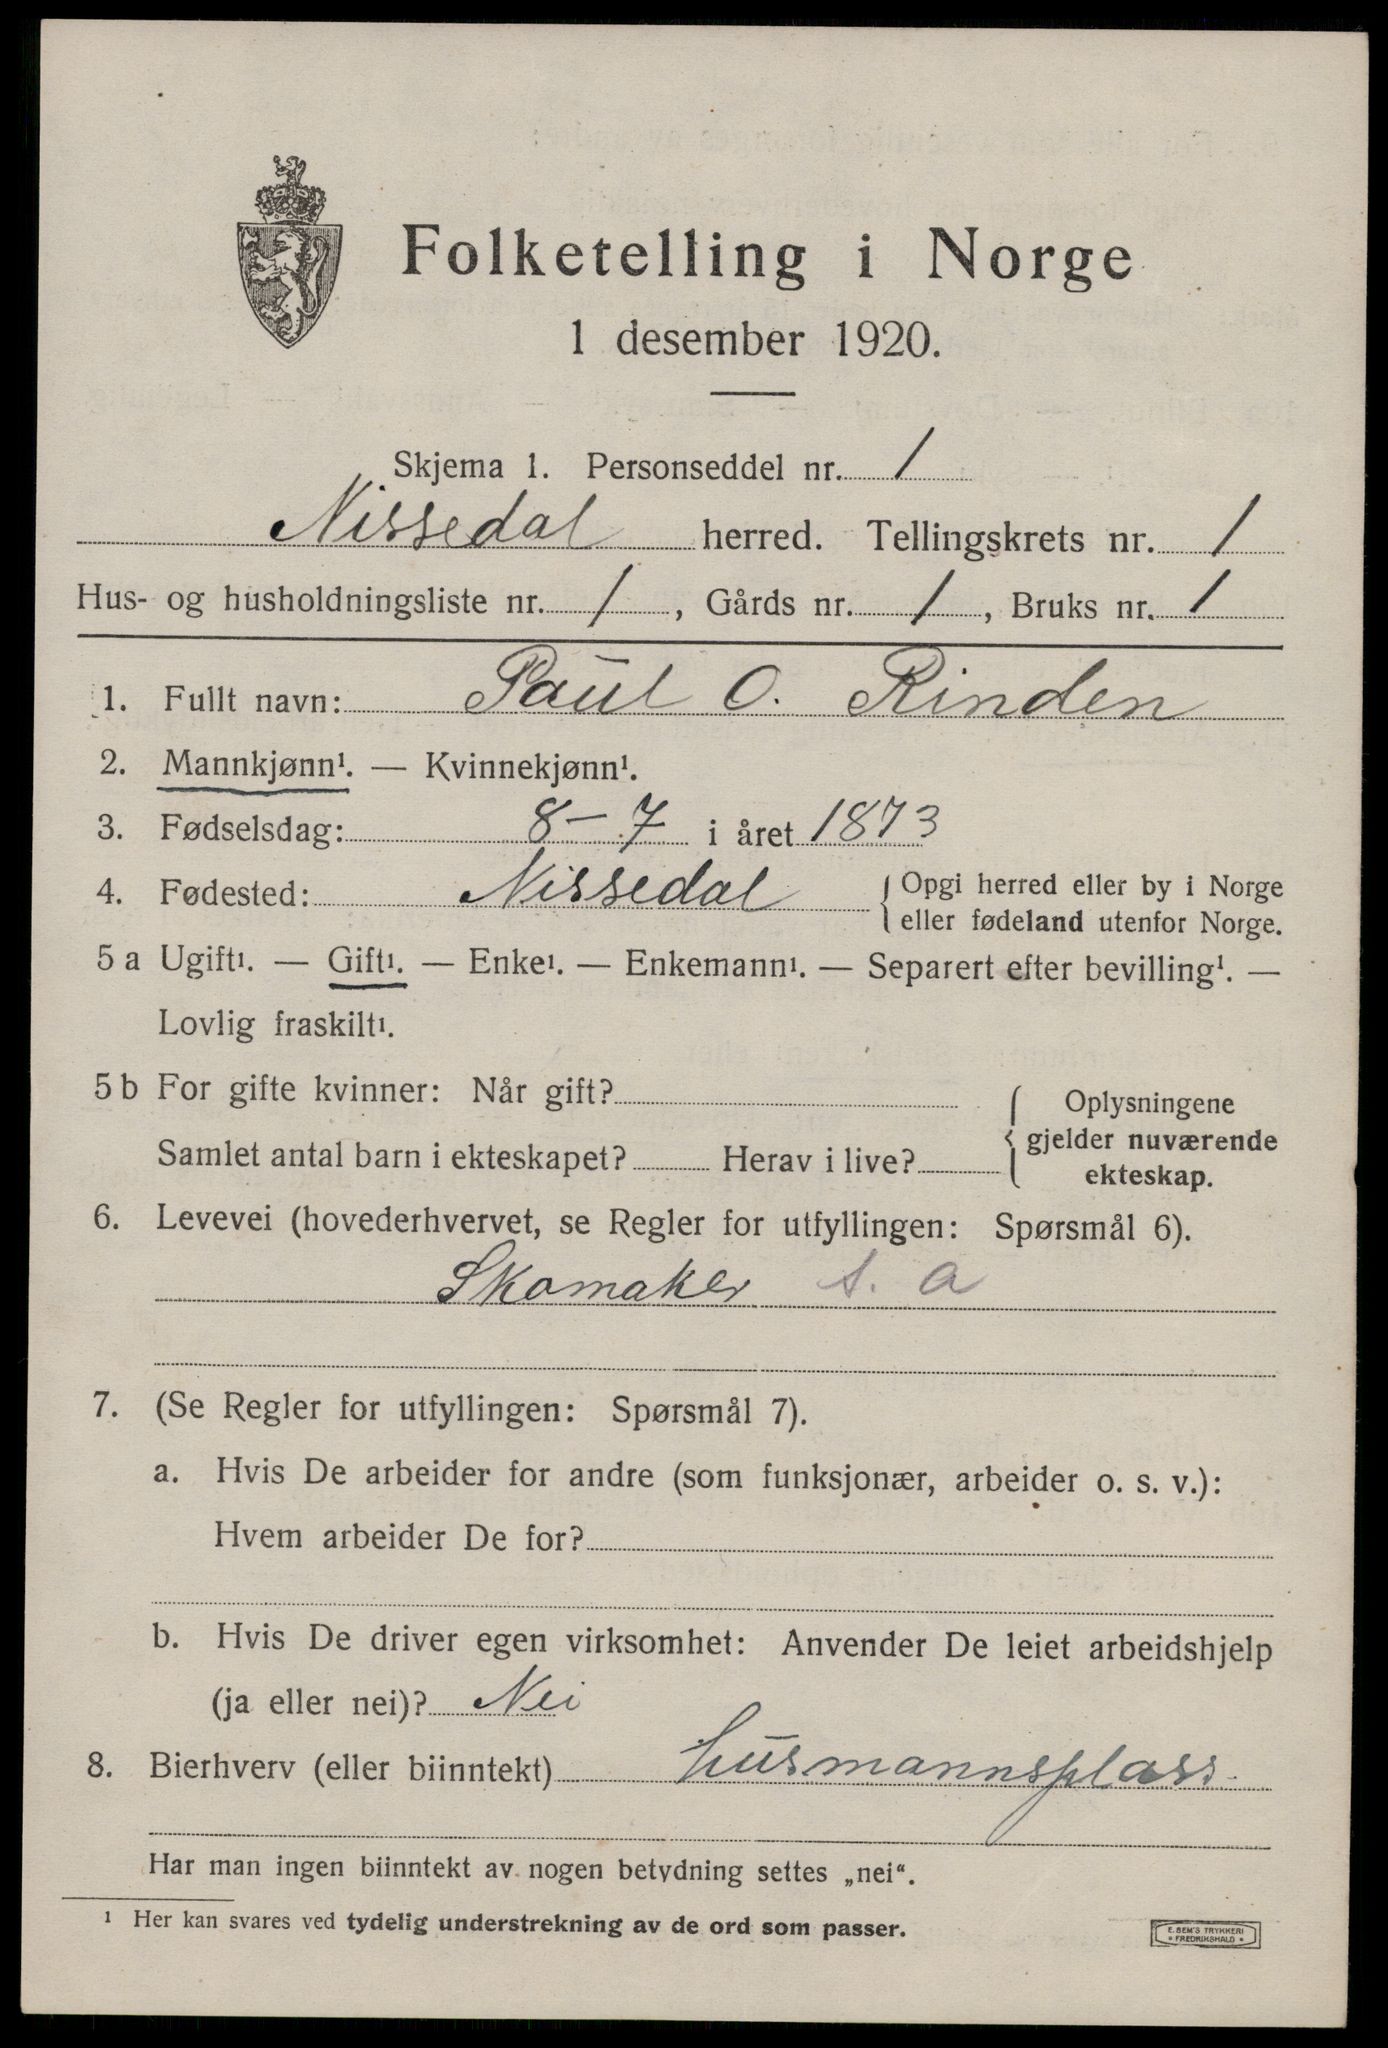 Folketelling i Norge
1 desember 1920.
Skjema 1. Personseddel nr. 1
Nissedal herred. Tellingskrets nr. 1
Hus- og husholdningsliste nr. 1, Gårds nr. 1, Bruks nr. 1
1. Fullt navn: Paul O. Rinden
2. Mannkjønn¹. — Kvinnekjønn¹.
3. Fødselsdag: 8-7 i året 1873
4. Fødested: Nissedal { Opgi herred eller by i Norge
eller fødeland utenfor Norge.
5 a Ugift¹. — Gift¹. — Enke¹. — Enkemann¹. — Separert efter bevilling¹. —
Lovlig fraskilt¹.
5 b For gifte kvinner: Når gift?
Samlet antal barn i ekteskapet? Herav i live?
{ Oplysningene
gjelder nuværende
ekteskap.
6. Levevei (hovederhvervet, se Regler for utfyllingen: Spørsmål 6).
Skomaker s. a
7. (Se Regler for utfyllingen: Spørsmål 7).
a. Hvis De arbeider for andre (som funksjonær, arbeider o. s. v.):
Hvem arbeider De for?
b. Hvis De driver egen virksomhet: Anvender De leiet arbeidshjelp
(ja eller nei)? Nei
8. Bierhverv (eller biinntekt) husmannsplass.
Har man ingen biinntekt av nogen betydning settes „nei“.
¹ Her kan svares ved tydelig understrekning av de ord som passer.
E. SEM'S TRYKKERI
* FREDRIKSHALD *